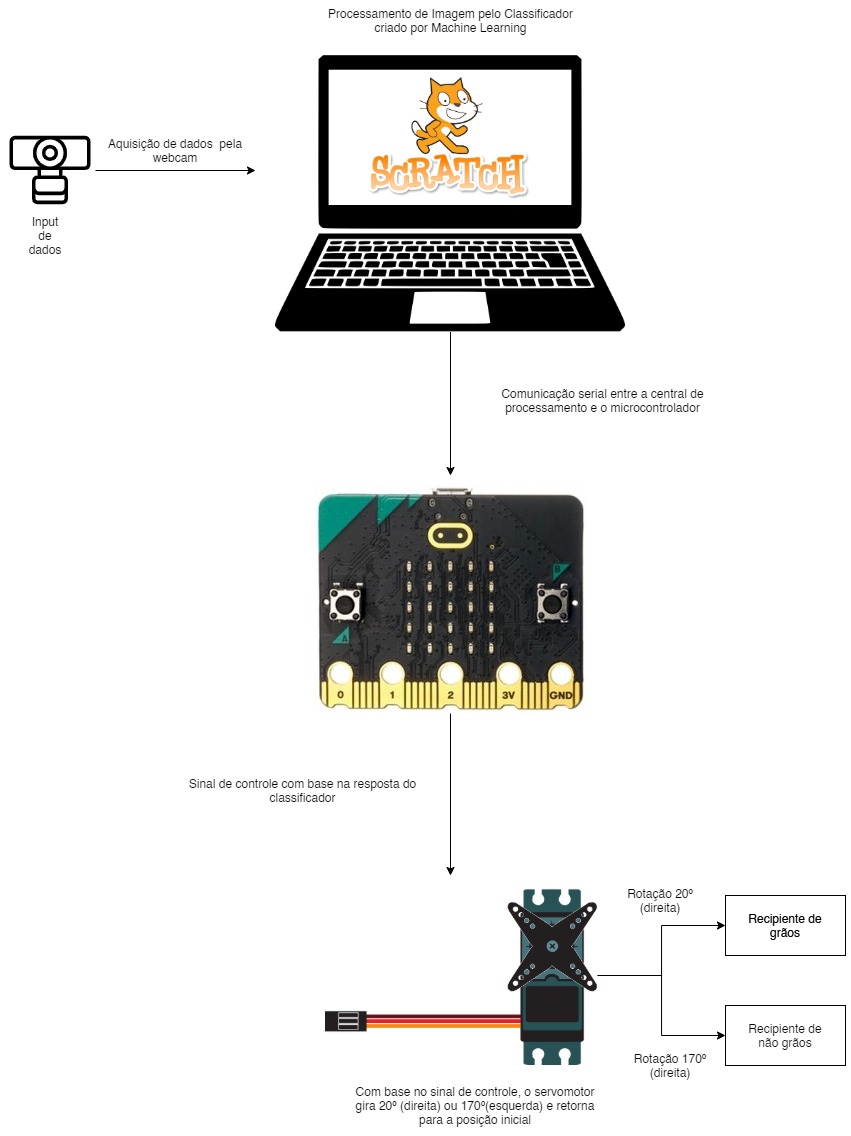 Processamento de Imagem pelo Classificador
criado por Machine Learning
SCRATCH
Aquisição de dados pela
webcam
Input
de
dados
Comunicação serial entre a central de
processamento e o microcontrolador
B
A
0 1 2 3V GND
Sinal de controle com base na resposta do
classificador
Rotação 20º
(direita)
Recipiente de
grãos
Recipiente de
não grãos
Rotação 170º
(direita)
Com base no sinal de controle, o servomotor
gira 20º (direita) ou 170º(esquerda) e retorna
para a posição inicial